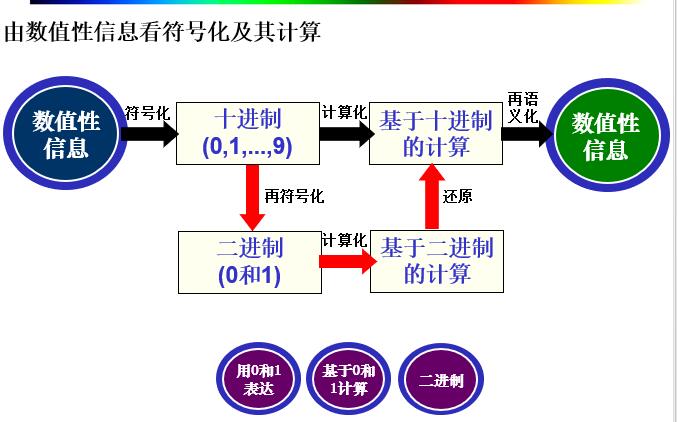 由数值性信息看符号化及其计算
数值性
信息
符号化
十进制
(0,1,...,9)
计算化
基于十进制
的计算
再语
义化
数值性
信息
再符号化
还原
二进制
(0和1)
计算化
基于二进制
的计算
用0和1
表达
基于0和
1计算
二进制